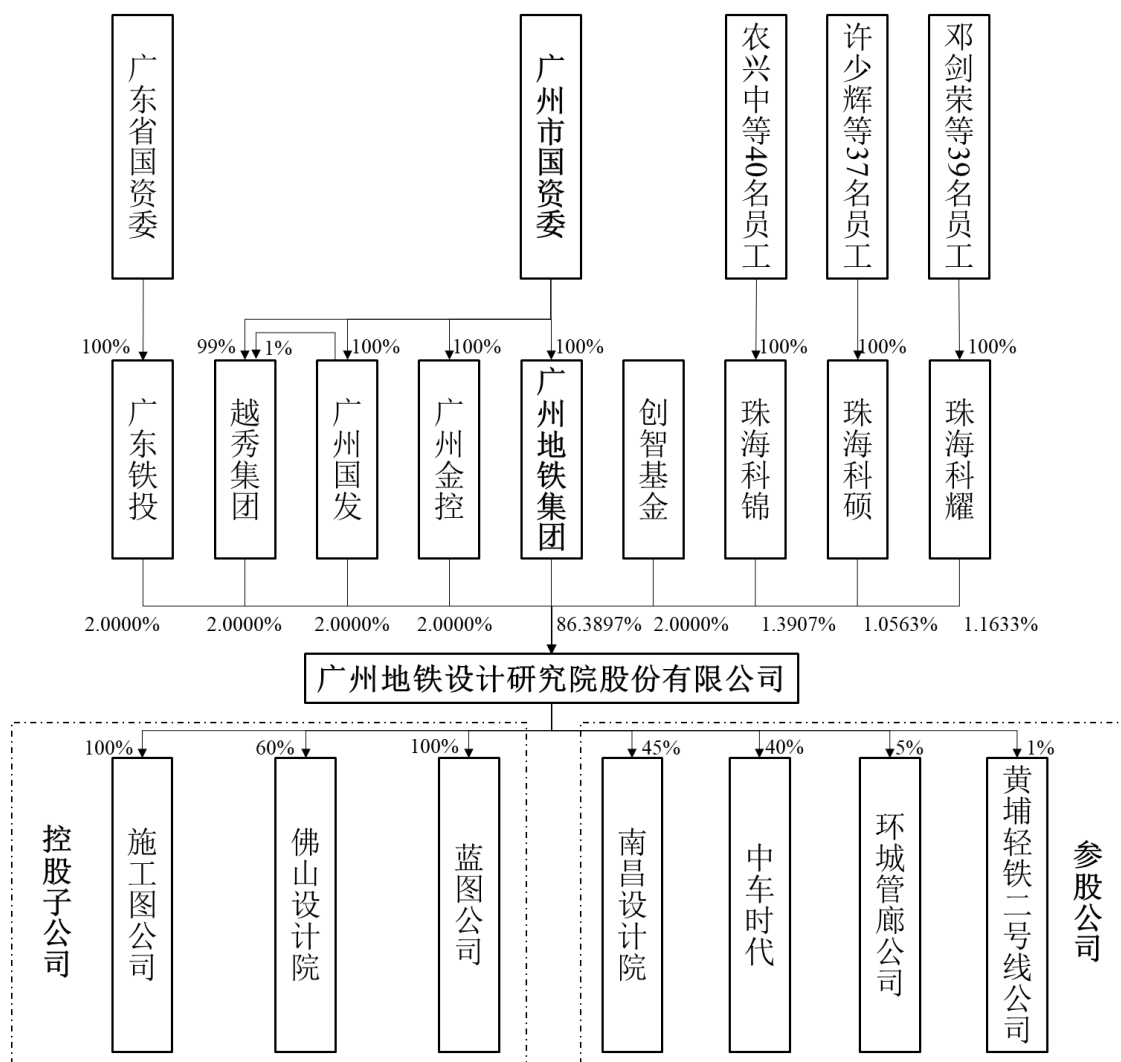 广东省国资委
广州市国资委
农兴中等40名员工
许少辉等37名员工
邓剑荣等39名员工
100%
99%
1%
100%
100%
100%
100%
100%
100%
广东铁投
越秀集团
广州国发
广州金控
广州地铁集团
创智基金
珠海科锦
珠海科硕
珠海科耀
2.0000%
2.0000%
2.0000%
2.0000%
86.3897%
2.0000%
1.3907%
1.0563%
1.1633%
广州地铁设计研究院股份有限公司
100%
60%
100%
45%
40%
5%
1%
控股子公司
施工图公司
佛山设计院
蓝图公司
南昌设计院
中车时代
环城管廊公司
黄埔轻铁二号线公司
参股公司